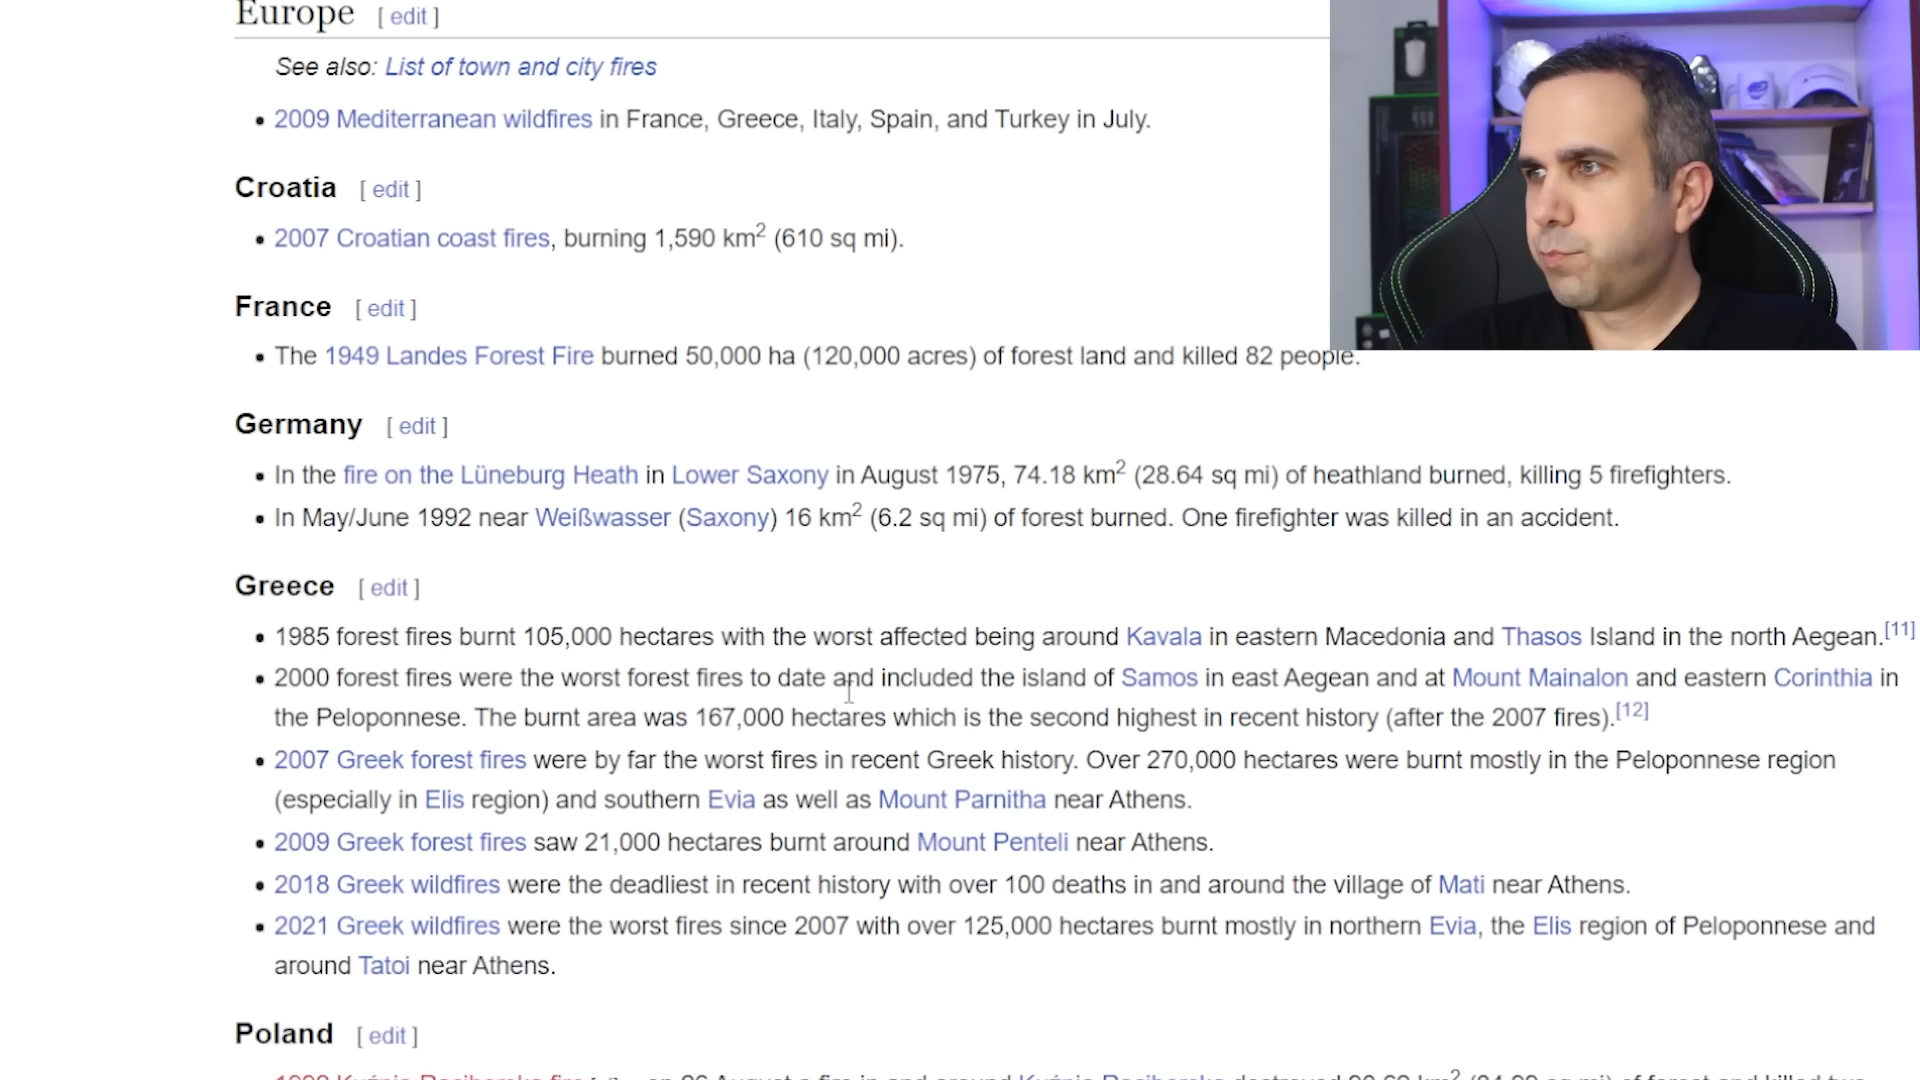 Europe [ edit ]
See also: List of town and city fires
• 2009 Mediterranean wildfires in France, Greece, Italy, Spain, and Turkey in July.
Croatia [ edit ]
• 2007 Croatian coast fires, burning 1,590 km² (610 sq mi).
France [ edit ]
• The 1949 Landes Forest Fire burned 50,000 ha (120,000 acres) of forest land and killed 82 people.
Germany [ edit ]
• In the fire on the Lüneburg Heath in Lower Saxony in August 1975, 74.18 km² (28.64 sq mi) of heathland burned, killing 5 firefighters.
• In May/June 1992 near Weißwasser (Saxony) 16 km² (6.2 sq mi) of forest burned. One firefighter was killed in an accident.
Greece [ edit ]
• 1985 forest fires burnt 105,000 hectares with the worst affected being around Kavala in eastern Macedonia and Thasos Island in the north Aegean.[11]
• 2000 forest fires were the worst forest fires to date and included the island of Samos in east Aegean and at Mount Mainalon and eastern Corinthia in
the Peloponnese. The burnt area was 167,000 hectares which is the second highest in recent history (after the 2007 fires).[12]
• 2007 Greek forest fires were by far the worst fires in recent Greek history. Over 270,000 hectares were burnt mostly in the Peloponnese region
(especially in Elis region) and southern Evia as well as Mount Parnitha near Athens.
• 2009 Greek forest fires saw 21,000 hectares burnt around Mount Penteli near Athens.
• 2018 Greek wildfires were the deadliest in recent history with over 100 deaths in and around the village of Mati near Athens.
• 2021 Greek wildfires were the worst fires since 2007 with over 125,000 hectares burnt mostly in northern Evia, the Elis region of Peloponnese and
around Tatoi near Athens.
Poland [ edit ]